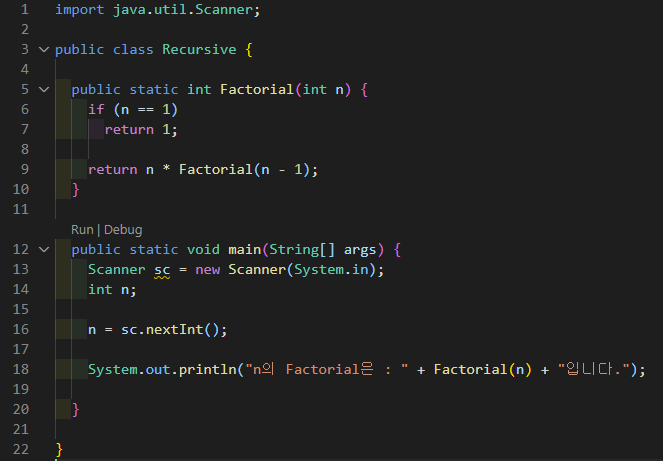 1 import java.util.Scanner;
2
3 public class Recursive {
4
5 public static int Factorial(int n) {
6 if (n == 1)
7 return 1;
8
9 return n * Factorial(n - 1);
10 }
11
Run | Debug
12 public static void main(String[] args) {
13 Scanner sc = new Scanner(System.in);
14 int n;
15
16 n = sc.nextInt();
17
18 System.out.println("n의 Factorial은 : " + Factorial(n) + "입니다.");
19
20 }
21
22 }